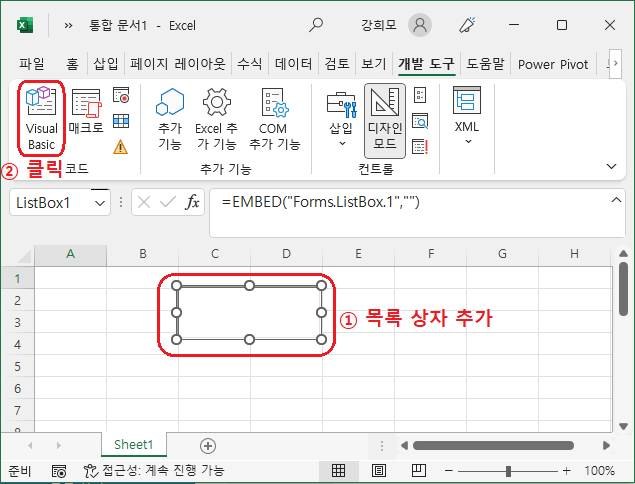 통합 문서1 - Excel
강희모
파일 홈 삽입 페이지 레이아웃 수식 데이터 검토 보기 개발 도구 도움말 Power Pivot
Visual Basic
매크로
추가 기능
Excel 추가 기능
COM 추가 기능
삽입
디자인 모드
XML
② 클릭
코드
추가 기능
컨트롤
ListBox1
fx
=EMBED("Forms.ListBox.1","")
A B C D E F G H
1
2
① 목록 상자 추가
3
4
5
6
7
Sheet1
준비
접근성: 계속 진행 가능
100%